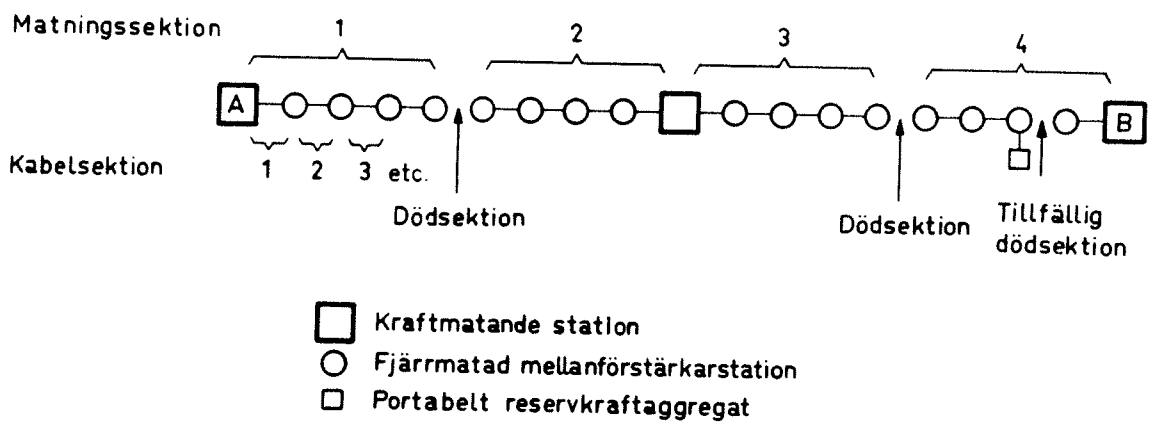 Matningssektion 1 2 3 4
A B
Kabelsektion 1 2 3 etc.
Dödsektion Dödsektion Tillfällig
dödsektion
Kraftmatande station
Fjärrmatad mellanförstärkarstation
Portabelt reservkraftaggregat